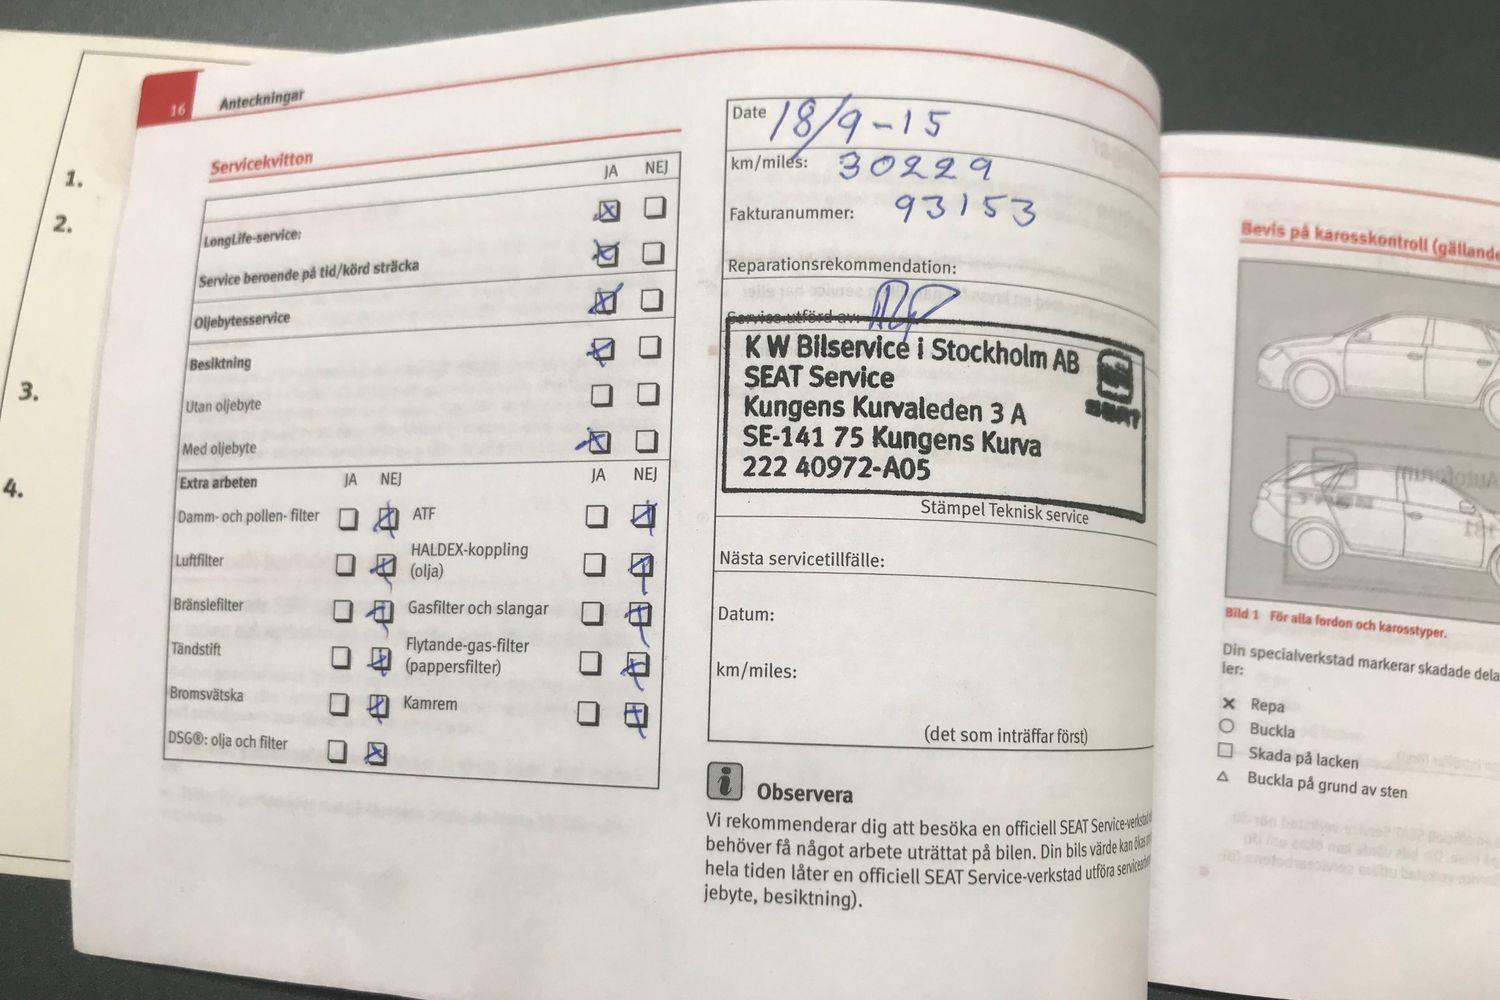 1.
2.
3.
4.
16
Anteckningar
Servicekvitton
JA NEJ
LongLife-service:
Service beroende på tid/körd sträcka
Oljebytesservice
Besiktning
Utan oljebyte
Med oljebyte
Extra arbeten JA NEJ JA NEJ
Damm- och pollen- filter ATF
Luftfilter HALDEX-koppling
(olja)
Bränslefilter Gasfilter och slangar
Tändstift Flytande-gas-filter
(pappersfilter)
Bromsvätska Kamrem
DSG®: olja och filter
Date 18/9-15
km/miles: 30229
Fakturanummer: 93153
Reparationsrekommendation:
Service utförd av:
K W Bilservice i Stockholm AB
SEAT Service
Kungens Kurvaleden 3 A
SE-141 75 Kungens Kurva
222 40972-A05
SEAT
Stämpel Teknisk service
Nästa servicetillfälle:
Datum:
km/miles:
(det som inträffar först)
i Observera
Vi rekommenderar dig att besöka en officiell SEAT Service-verkstad
behöver få något arbete uträttat på bilen. Din bils värde kan ökas
hela tiden låter en officiell SEAT Service-verkstad utföra
jebyte, besiktning).
Bevis på karosskontroll (gällande
Bild 1 För alla fordon och karosstyper.
Din specialverkstad markerar skadade dela
ler:
Repa
Buckla
Skada på lacken
Buckla på grund av sten